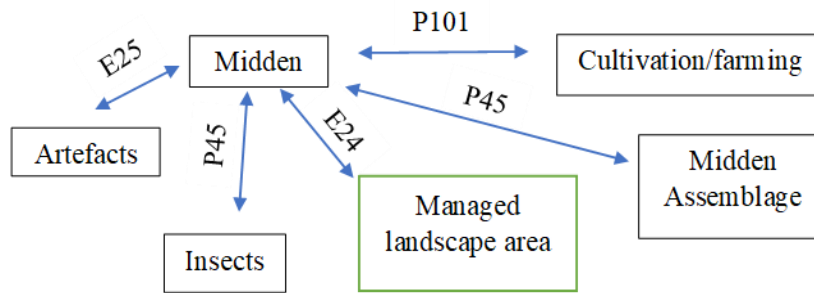 P101
E25
Midden
Cultivation/farming
P45
Artefacts
P45
E24
Midden
Assemblage
Managed
landscape area
Insects